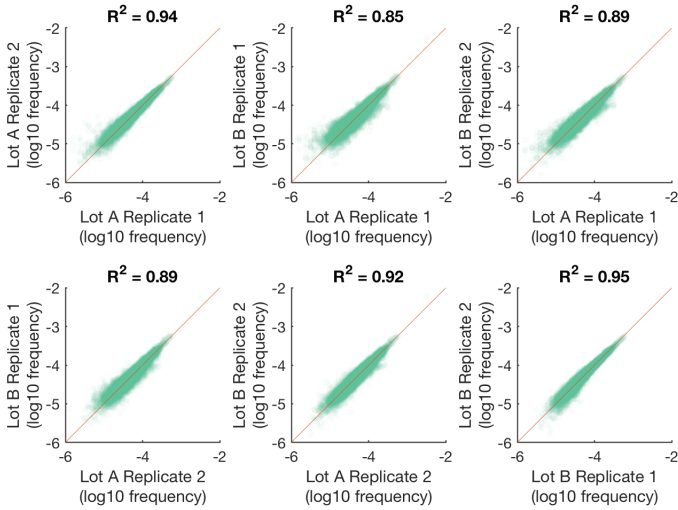 R² = 0.94
-2
-3
-4
-5
-6
Lot A Replicate 2
(log10 frequency)
-6
-4
-2
Lot A Replicate 1
(log10 frequency)
R² = 0.85
-2
-3
-4
-5
-6
Lot B Replicate 1
(log10 frequency)
-6
-4
-2
Lot A Replicate 1
(log10 frequency)
R² = 0.89
-2
-3
-4
-5
-6
Lot B Replicate 2
(log10 frequency)
-6
-4
-2
Lot A Replicate 1
(log10 frequency)
R² = 0.89
-2
-3
-4
-5
-6
Lot B Replicate 1
(log10 frequency)
-6
-4
-2
Lot A Replicate 2
(log10 frequency)
R² = 0.92
-2
-3
-4
-5
-6
Lot B Replicate 2
(log10 frequency)
-6
-4
-2
Lot A Replicate 2
(log10 frequency)
R² = 0.95
-2
-3
-4
-5
-6
Lot B Replicate 2
(log10 frequency)
-6
-4
-2
Lot B Replicate 1
(log10 frequency)